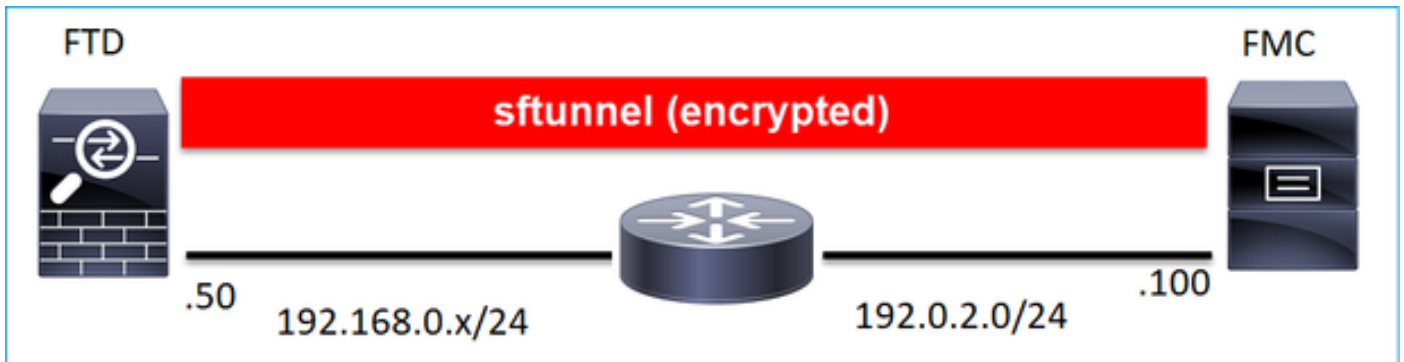 FTD
FMC
sftunnel (encrypted)
.50
.100
192.168.0.x/24
192.0.2.0/24